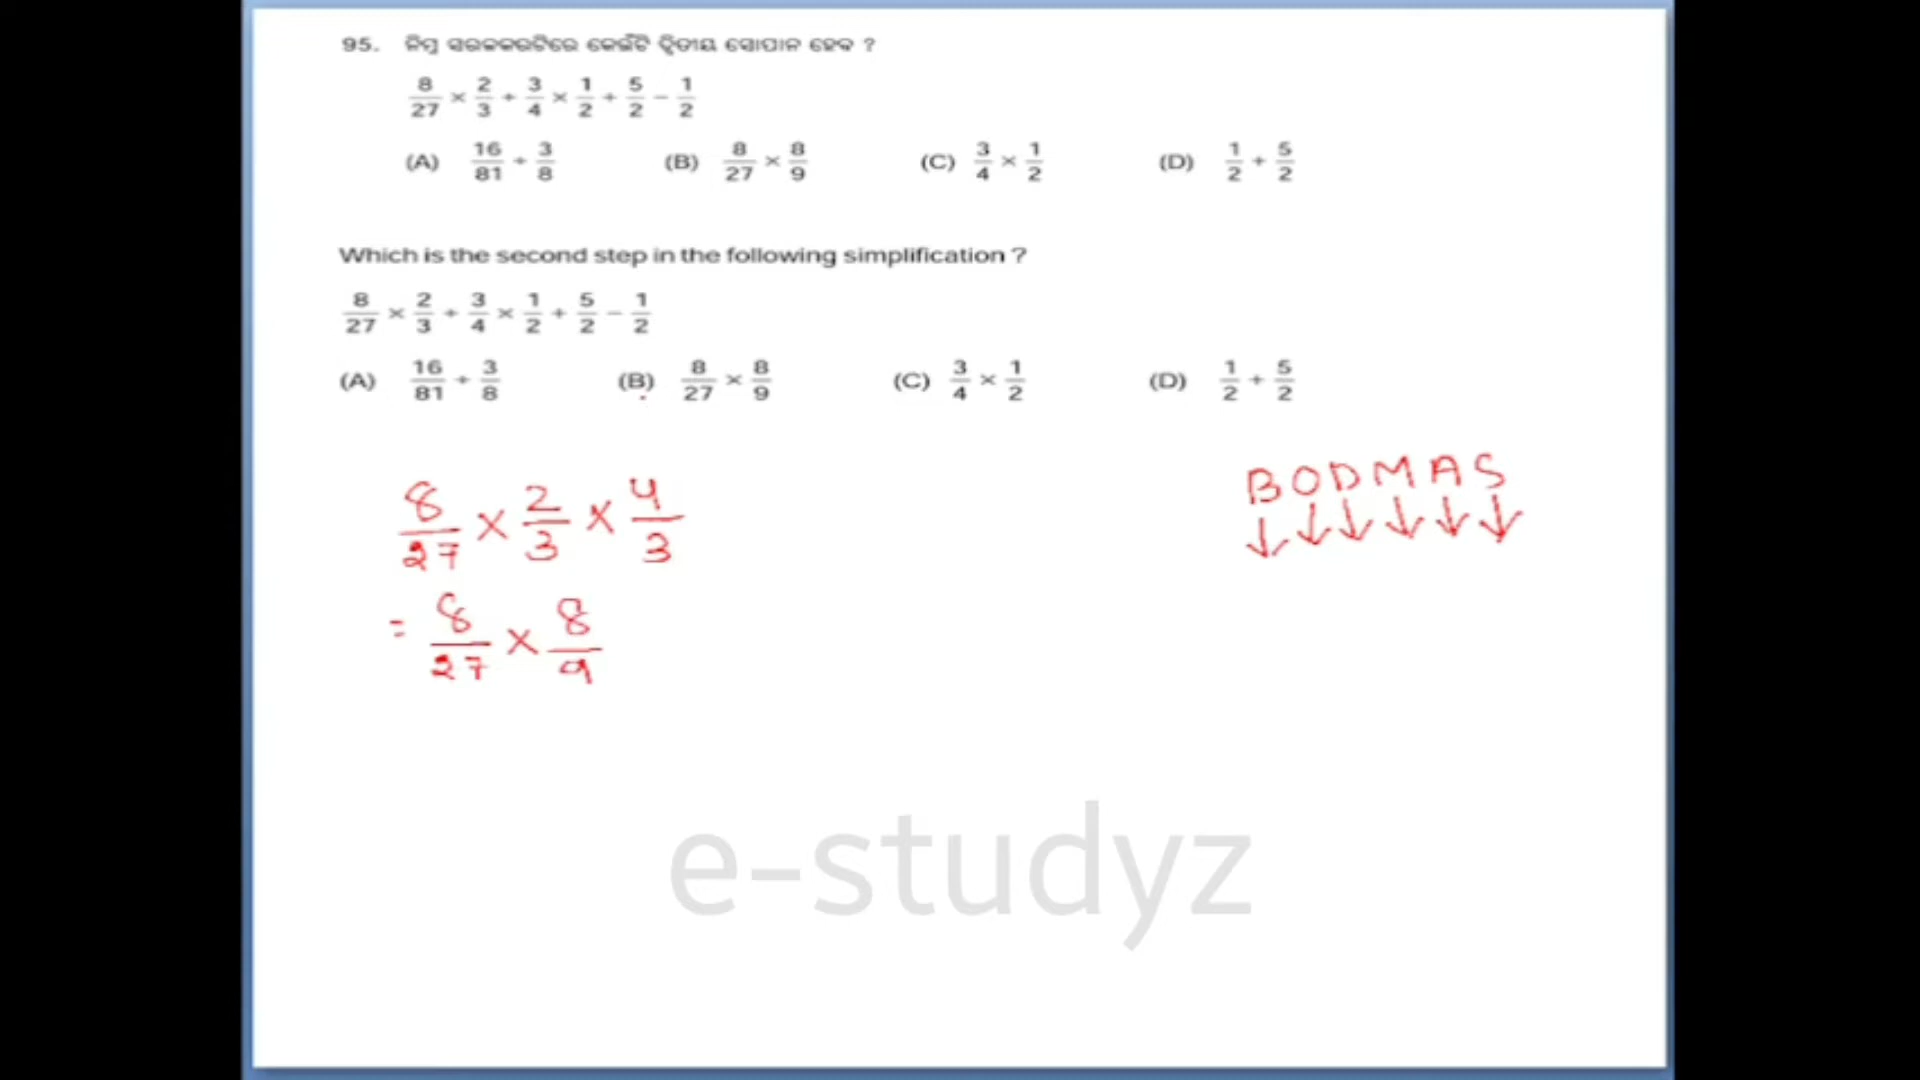 95. ନିମ୍ନ ସରଳକରଟିରେ କେଉଁଟି ଦ୍ୱିତୀୟ ସୋପାନ ହେବ ?
8/27 × 2/3 ÷ 3/4 × 1/2 + 5/2 − 1/2
(A) 16/81 ÷ 3/8 (B) 8/27 × 8/9 (C) 3/4 × 1/2 (D) 1/2 + 5/2
Which is the second step in the following simplification ?
8/27 × 2/3 ÷ 3/4 × 1/2 + 5/2 − 1/2
(A) 16/81 ÷ 3/8 (B) 8/27 × 8/9 (C) 3/4 × 1/2 (D) 1/2 + 5/2
BODMAS
8/27 × 2/3 × 4/3
= 8/27 × 8/9
e-studyz